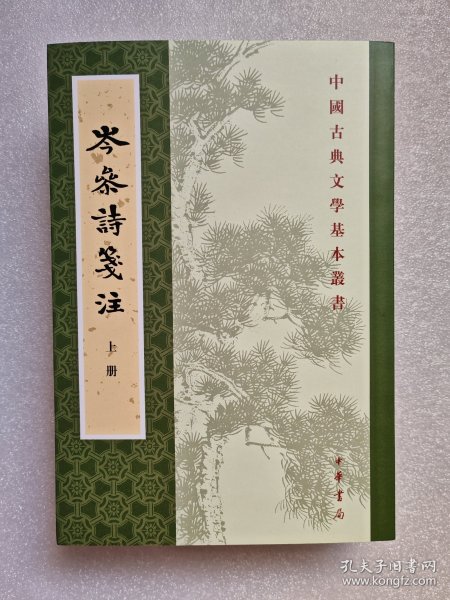 岑参詩箋注
上册
中國古典文學基本叢書
中華書局
孔夫子旧书网
www.kongfz.com